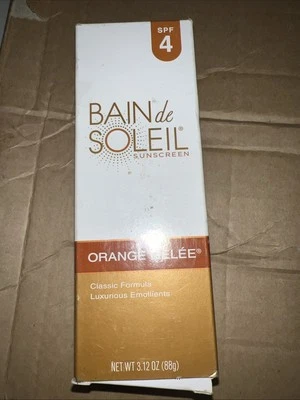 SPF
4
BAIN de
SOLEIL®
SUNSCREEN
ORANGE GELÉE®
Classic Formula
Luxurious Emollients
NET WT 3.12 OZ (88g)